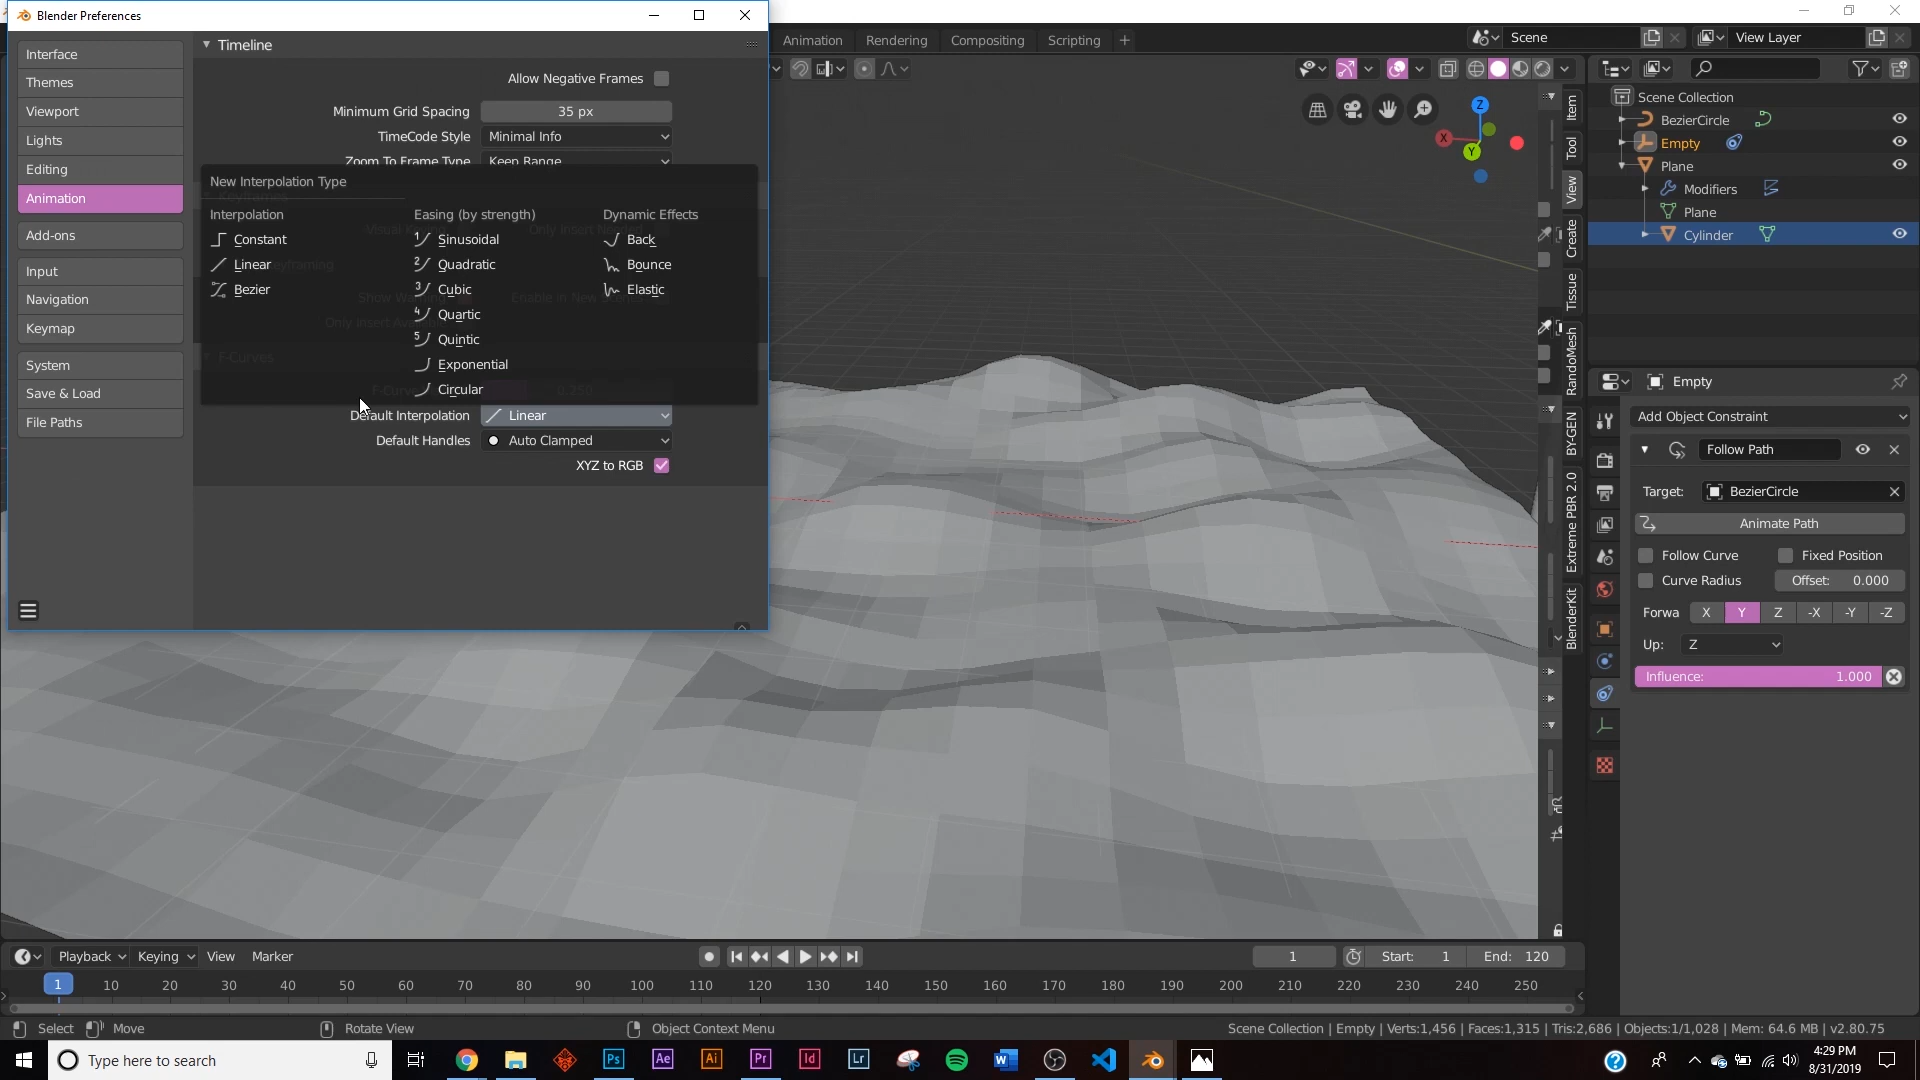 Blender Preferences
Interface
Themes
Viewport
Lights
Editing
Animation
Add-ons
Input
Navigation
Keymap
System
Save & Load
File Paths
Timeline
Allow Negative Frames
Minimum Grid Spacing 35 px
TimeCode Style Minimal Info
Zoom To Frame Type Keep Range
New Interpolation Type
Interpolation Easing (by strength) Dynamic Effects
Constant Sinusoidal Back
Linear Quadratic Bounce
Bezier Cubic Elastic
Quartic
Quintic
Exponential
Circular
Default Interpolation Linear
Default Handles Auto Clamped
XYZ to RGB
Animation Rendering Compositing Scripting +
Scene View Layer
Z
X
Y
Item
Tool
View
Create
Tissue
RandoMesh
BY-GEN
Extreme PBR 2.0
BlenderKit
Scene Collection
BezierCircle
Empty
Plane
Modifiers
Plane
Cylinder
Empty
Add Object Constraint
Follow Path
Target: BezierCircle
Animate Path
Follow Curve Fixed Position
Curve Radius Offset: 0.000
Forwa X Y Z -X -Y -Z
Up: Z
Influence: 1.000
Playback Keying View Marker
1 Start: 1 End: 120
1 10 20 30 40 50 60 70 80 90 100 110 120 130 140 150 160 170 180 190 200 210 220 230 240 250
Select Move Rotate View Object Context Menu
Scene Collection | Empty | Verts:1,456 | Faces:1,315 | Tris:2,686 | Objects:1/1,028 | Mem: 64.6 MB | v2.80.75
Type here to search
Ps Ae Ai Pr Id Lr W
4:29 PM
8/31/2019